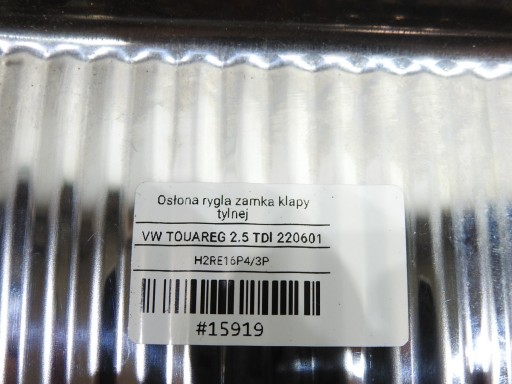 Osłona rygla zamka klapy
tylnej
VW TOUAREG 2.5 TDI 220601
H2RE16P4/3P
#15919